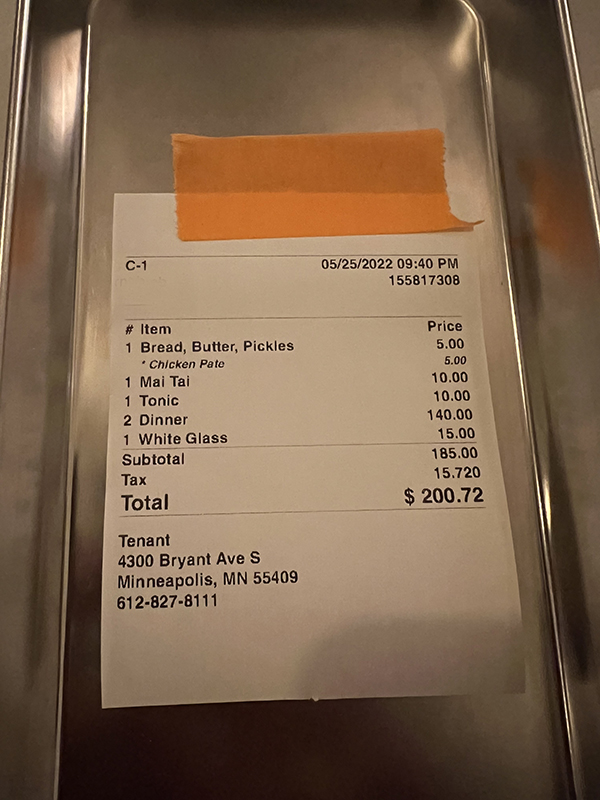 C-1 05/25/2022 09:40 PM
155817308
# Item Price
1 Bread, Butter, Pickles 5.00
* Chicken Pate 5.00
1 Mai Tai 10.00
1 Tonic 10.00
2 Dinner 140.00
1 White Glass 15.00
Subtotal 185.00
Tax 15.720
Total $ 200.72
Tenant
4300 Bryant Ave S
Minneapolis, MN 55409
612-827-8111